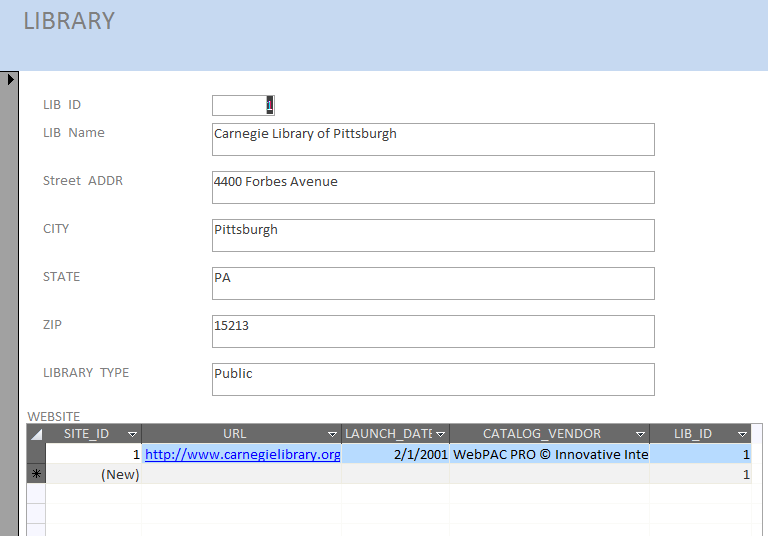 LIBRARY
LIB ID 1
LIB Name Carnegie Library of Pittsburgh
Street ADDR 4400 Forbes Avenue
CITY Pittsburgh
STATE PA
ZIP 15213
LIBRARY TYPE Public
WEBSITE
SITE_ID URL LAUNCH_DATE CATALOG_VENDOR LIB_ID
1 http://www.carnegielibrary.org 2/1/2001 WebPAC PRO © Innovative Inte 1
(New) 1